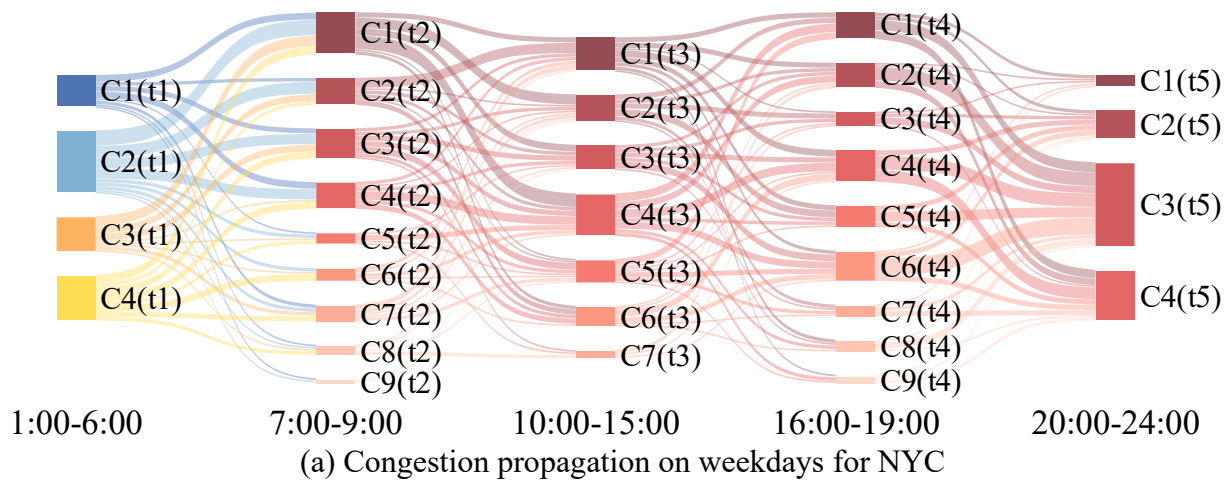 C1(t1)
C2(t1)
C3(t1)
C4(t1)
C1(t2)
C2(t2)
C3(t2)
C4(t2)
C5(t2)
C6(t2)
C7(t2)
C8(t2)
C9(t2)
C1(t3)
C2(t3)
C3(t3)
C4(t3)
C5(t3)
C6(t3)
C7(t3)
C1(t4)
C2(t4)
C3(t4)
C4(t4)
C5(t4)
C6(t4)
C7(t4)
C8(t4)
C9(t4)
C1(t5)
C2(t5)
C3(t5)
C4(t5)
1:00-6:00 7:00-9:00 10:00-15:00 16:00-19:00 20:00-24:00
(a) Congestion propagation on weekdays for NYC